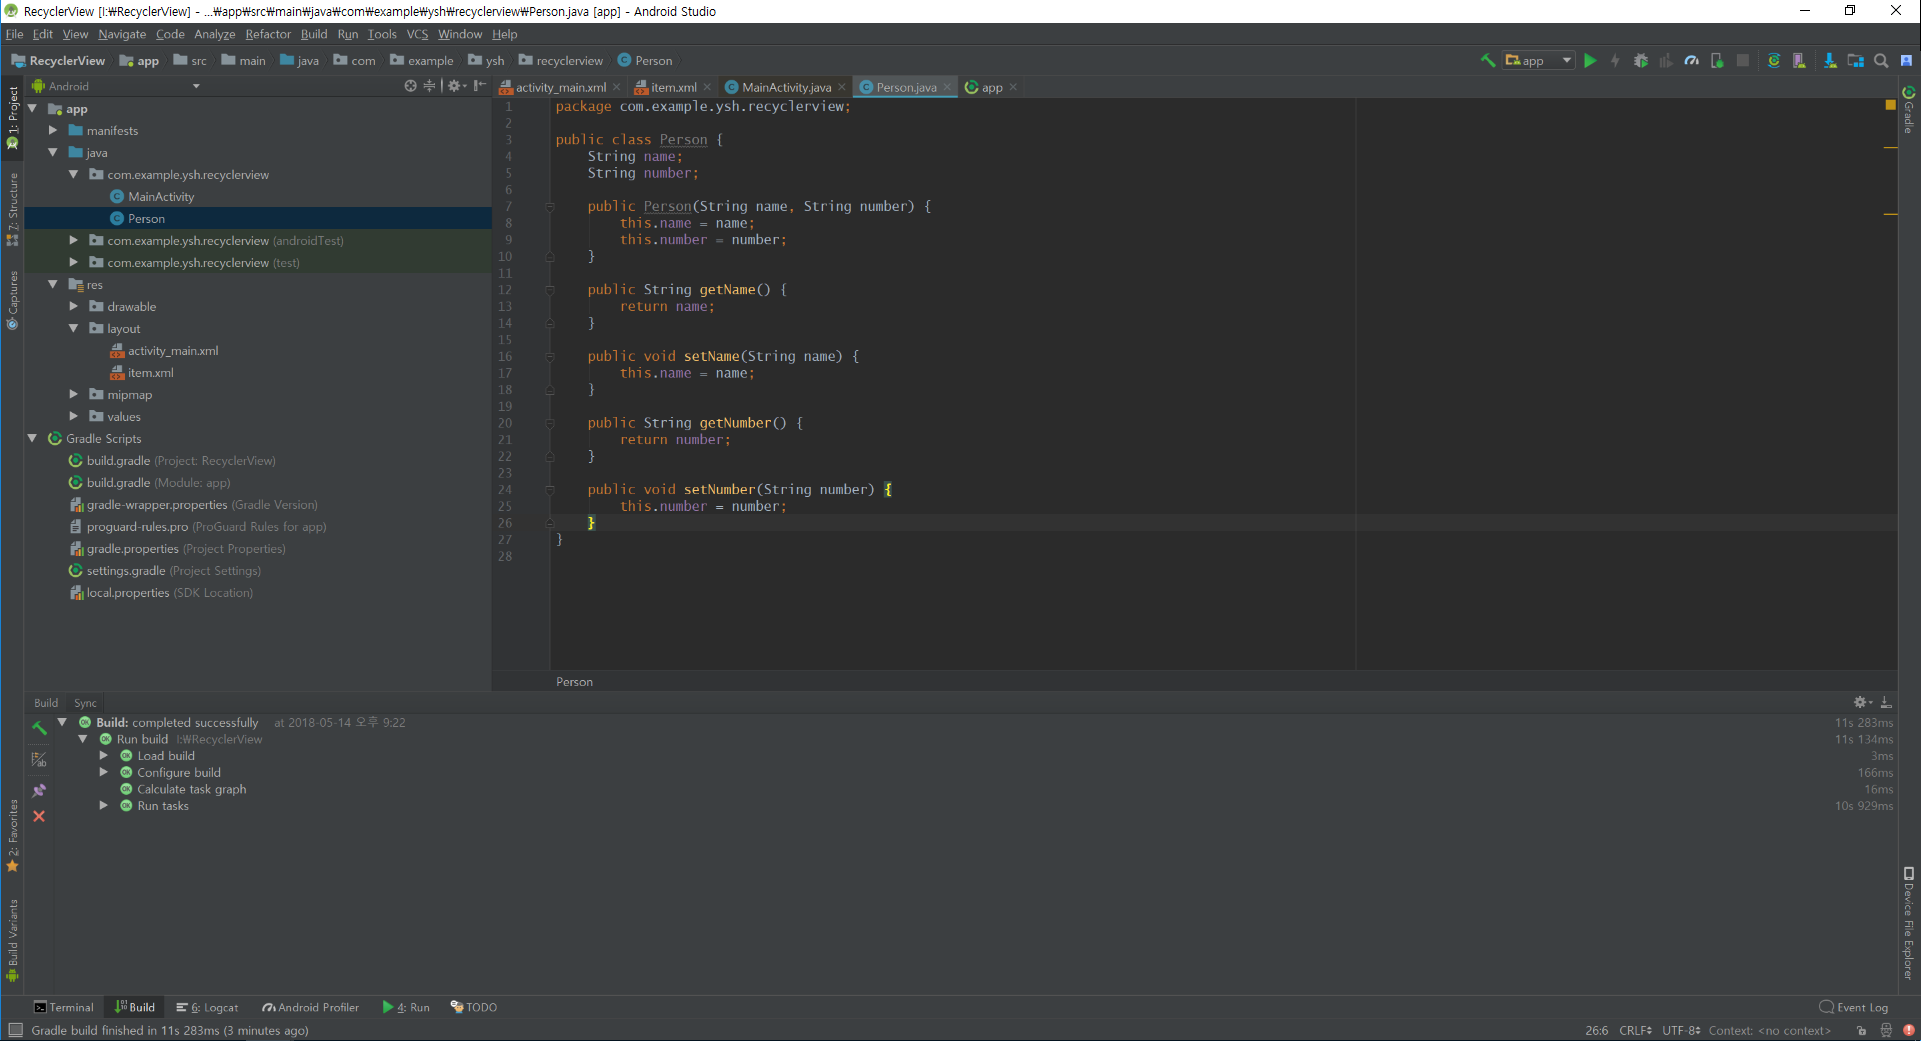 RecyclerView [I:\RecyclerView] - ...\app\src\main\java\com\example\ysh\recyclerview\Person.java [app] - Android Studio
File Edit View Navigate Code Analyze Refactor Build Run Tools VCS Window Help
RecyclerView app src main java com example ysh recyclerview Person
app
Android
activity_main.xml item.xml MainActivity.java Person.java app
1: Project
7: Structure
Captures
2: Favorites
Build Variants
app
manifests
java
com.example.ysh.recyclerview
MainActivity
Person
com.example.ysh.recyclerview (androidTest)
com.example.ysh.recyclerview (test)
res
drawable
layout
activity_main.xml
item.xml
mipmap
values
Gradle Scripts
build.gradle (Project: RecyclerView)
build.gradle (Module: app)
gradle-wrapper.properties (Gradle Version)
proguard-rules.pro (ProGuard Rules for app)
gradle.properties (Project Properties)
settings.gradle (Project Settings)
local.properties (SDK Location)
1 package com.example.ysh.recyclerview;
2
3 public class Person {
4 String name;
5 String number;
6
7 public Person(String name, String number) {
8 this.name = name;
9 this.number = number;
10 }
11
12 public String getName() {
13 return name;
14 }
15
16 public void setName(String name) {
17 this.name = name;
18 }
19
20 public String getNumber() {
21 return number;
22 }
23
24 public void setNumber(String number) {
25 this.number = number;
26 }
27 }
28
Person
Gradle
Device File Explorer
Build Sync
Build: completed successfully at 2018-05-14 오후 9:22 11s 283ms
Run build I:\RecyclerView 11s 134ms
Load build 3ms
Configure build 166ms
Calculate task graph 16ms
Run tasks 10s 929ms
Terminal Build 6: Logcat Android Profiler 4: Run TODO Event Log
Gradle build finished in 11s 283ms (3 minutes ago) 26:6 CRLF UTF-8 Context: <no context>